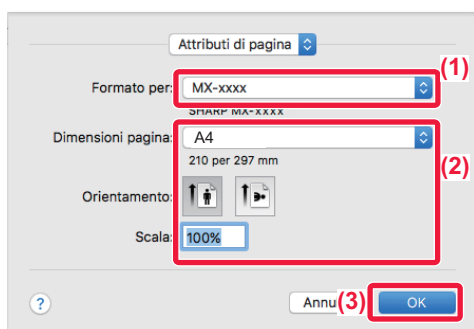 Attributi di pagina
(1)
Formato per: MX-xxxx
SHARP MX-xxxx
Dimensioni pagina: A4
210 per 297 mm
(2)
Orientamento:
Scala: 100%
? Annu (3) OK